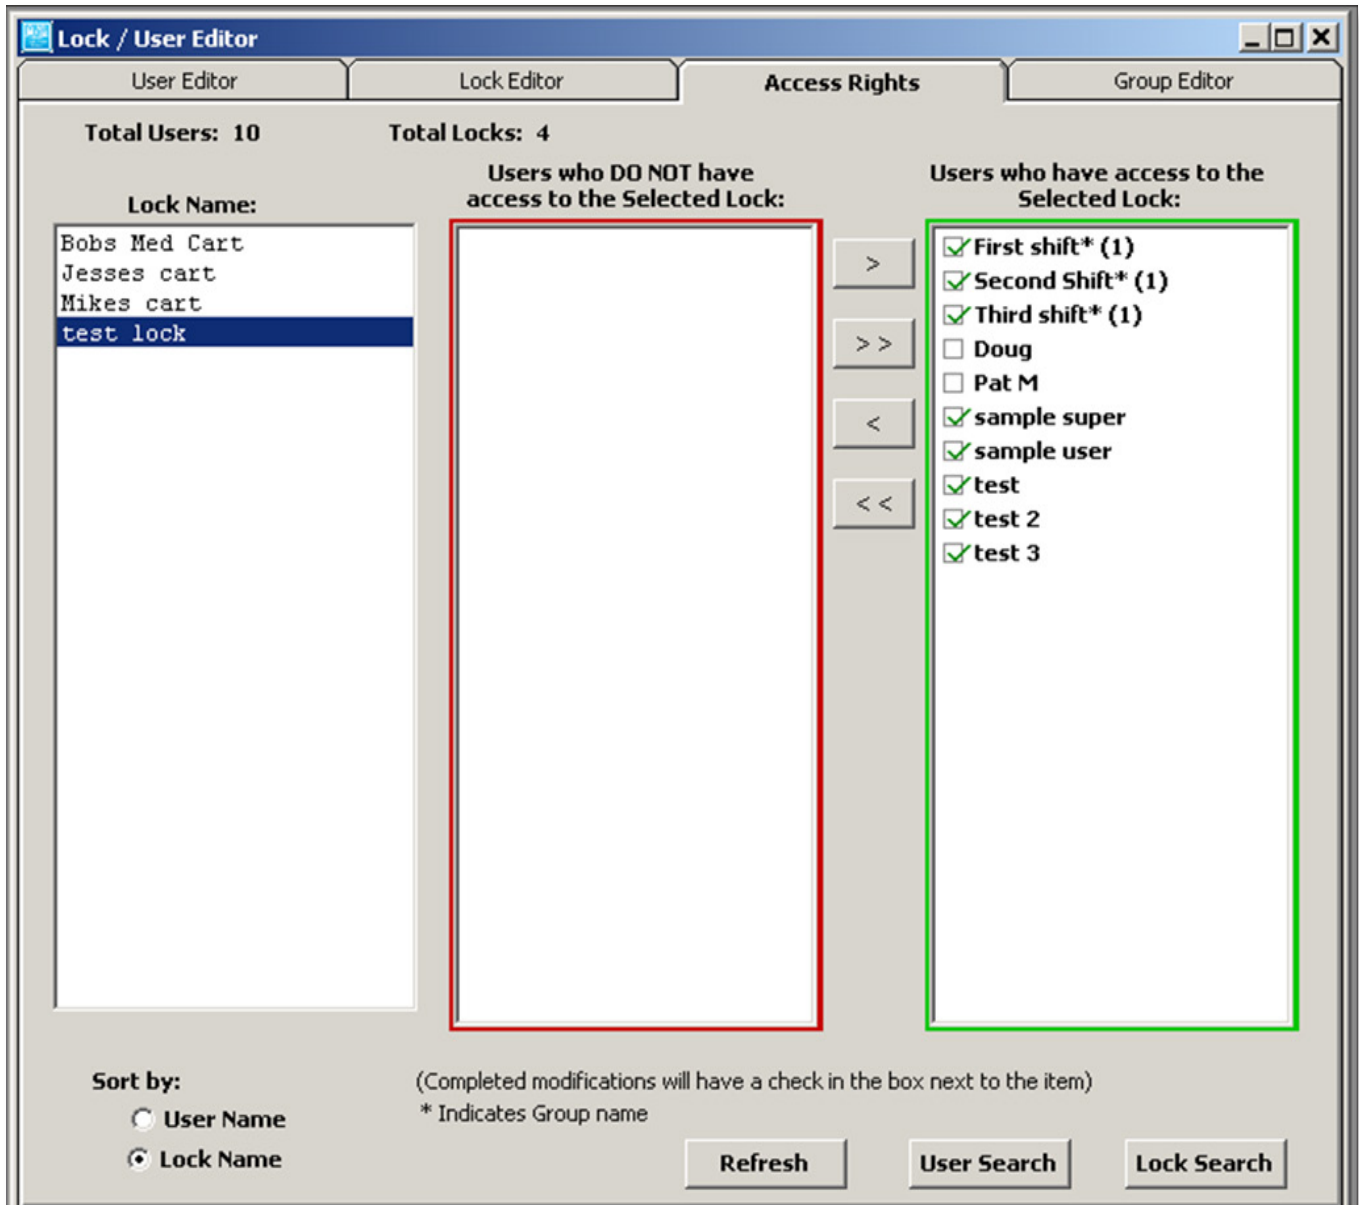 Lock / User Editor
User Editor
Lock Editor
Access Rights
Group Editor
Total Users: 10
Total Locks: 4
Lock Name:
Bobs Med Cart
Jesses cart
Mikes cart
test lock
Users who DO NOT have
access to the Selected Lock:
>
> >
<
< <
Users who have access to the
Selected Lock:
First shift* (1)
Second Shift* (1)
Third shift* (1)
Doug
Pat M
sample super
sample user
test
test 2
test 3
Sort by:
User Name
Lock Name
(Completed modifications will have a check in the box next to the item)
* Indicates Group name
Refresh
User Search
Lock Search